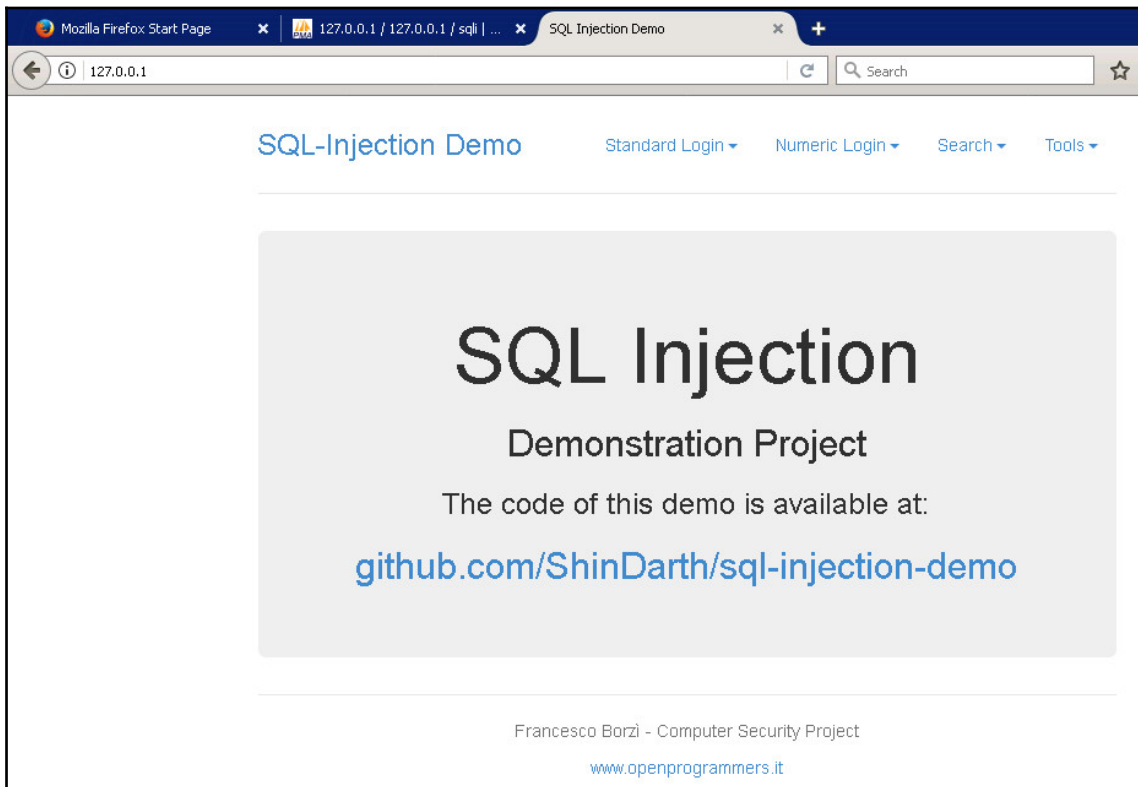 Mozilla Firefox Start Page
127.0.0.1 / 127.0.0.1 / sqli | ...
SQL Injection Demo
127.0.0.1
Search
SQL-Injection Demo
Standard Login
Numeric Login
Search
Tools
SQL Injection
Demonstration Project
The code of this demo is available at:
github.com/ShinDarth/sql-injection-demo
Francesco Borzì - Computer Security Project
www.openprogrammers.it